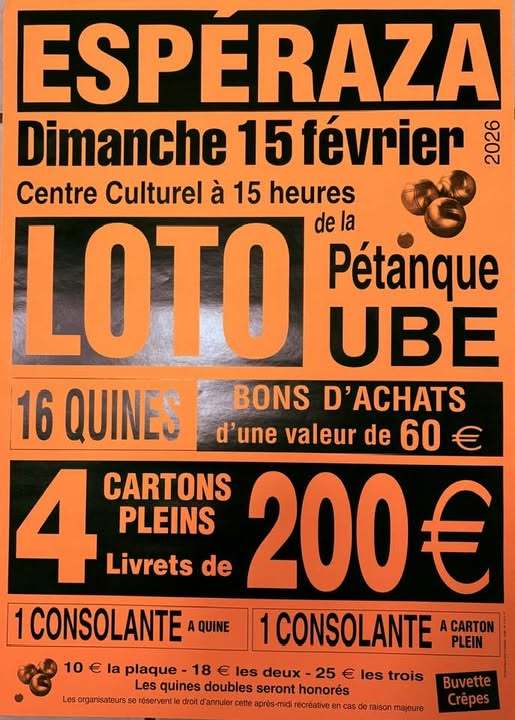 ESPÉRAZA
Dimanche 15 février 2026
Centre Culturel à 15 heures
LOTO
de la
Pétanque
UBE
16 QUINES
BONS D'ACHATS
d'une valeur de 60 €
4 CARTONS
PLEINS
Livrets de
200 €
1 CONSOLANTE A QUINE
1 CONSOLANTE A CARTON
PLEIN
10 € la plaque - 18 € les deux - 25 € les trois
Les quines doubles seront honorés
Les organisateurs se réservent le droit d'annuler cette après-midi récréative en cas de raison majeure
Buvette
Crêpes